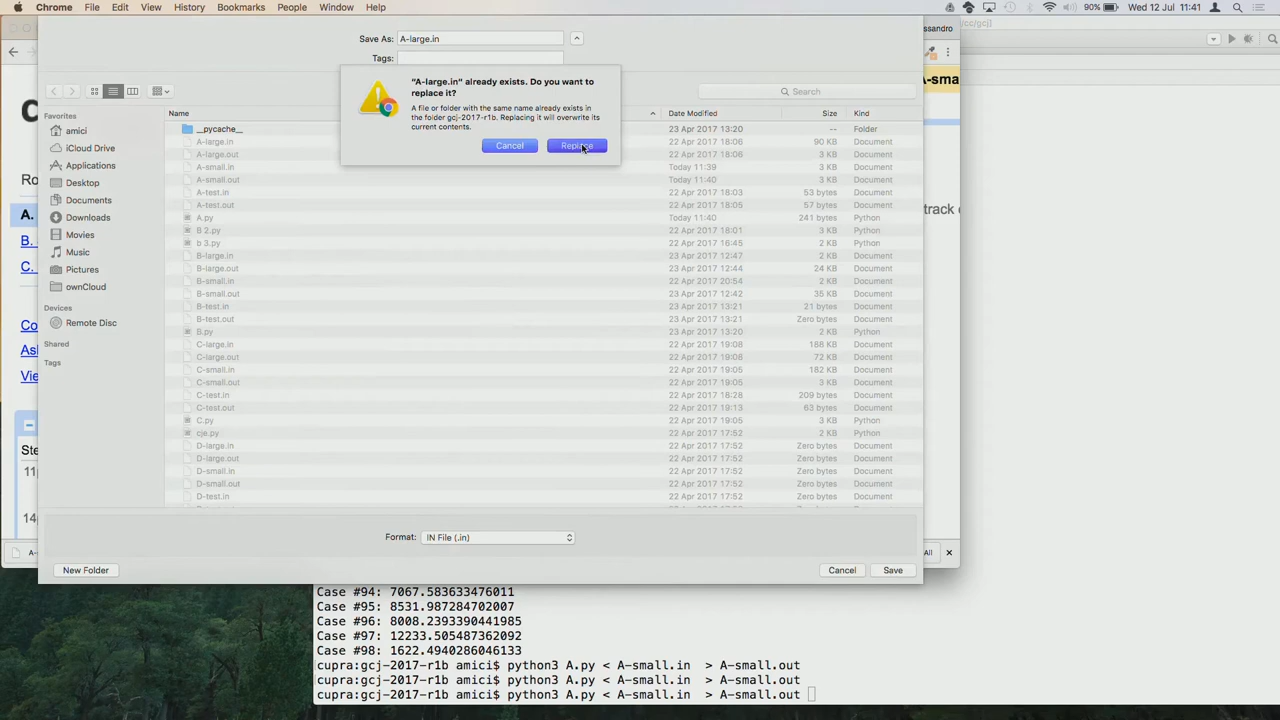 Chrome File Edit View History Bookmarks People Window Help 90% Wed 12 Jul 11:41
/cc/gcj]
Save As: A-large.in
essandro
Tags:
"A-large.in" already exists. Do you want to
replace it?
A file or folder with the same name already exists in
the folder gcj-2017-r1b. Replacing it will overwrite its
current contents.
Cancel Replace
A-sma
Search
Favorites
amici
iCloud Drive
Applications
Desktop
Documents
Downloads
Movies
Music
Pictures
ownCloud
Devices
Remote Disc
Shared
Tags
Name Date Modified Size Kind
__pycache__ 23 Apr 2017 13:20 -- Folder
A-large.in 22 Apr 2017 18:06 90 KB Document
A-large.out 22 Apr 2017 18:06 3 KB Document
A-small.in Today 11:39 3 KB Document
A-small.out Today 11:40 3 KB Document
A-test.in 22 Apr 2017 18:03 53 bytes Document
A-test.out 22 Apr 2017 18:05 57 bytes Document
A.py Today 11:40 241 bytes Python
B 2.py 22 Apr 2017 18:01 3 KB Python
b 3.py 22 Apr 2017 16:45 2 KB Python
B-large.in 23 Apr 2017 12:47 2 KB Document
B-large.out 23 Apr 2017 12:44 24 KB Document
B-small.in 22 Apr 2017 20:54 2 KB Document
B-small.out 23 Apr 2017 12:42 35 KB Document
B-test.in 23 Apr 2017 13:21 21 bytes Document
B-test.out 23 Apr 2017 13:21 Zero bytes Document
B.py 23 Apr 2017 13:20 2 KB Python
C-large.in 22 Apr 2017 19:08 188 KB Document
C-large.out 22 Apr 2017 19:08 72 KB Document
C-small.in 22 Apr 2017 19:05 182 KB Document
C-small.out 22 Apr 2017 19:05 3 KB Document
C-test.in 22 Apr 2017 18:28 209 bytes Document
C-test.out 22 Apr 2017 19:13 63 bytes Document
C.py 22 Apr 2017 19:05 3 KB Python
cje.py 22 Apr 2017 17:52 2 KB Python
D-large.in 22 Apr 2017 17:52 Zero bytes Document
D-large.out 22 Apr 2017 17:52 Zero bytes Document
D-small.in 22 Apr 2017 17:52 Zero bytes Document
D-small.out 22 Apr 2017 17:52 Zero bytes Document
D-test.in 22 Apr 2017 17:52 Zero bytes Document
C
Ro
A.
B.
C.
Co
Ask
Vie
Ste
11p
14p
track c
Format: IN File (.in)
A- All
New Folder Cancel Save
Case #94: 7067.583633476011
Case #95: 8531.987284702007
Case #96: 8008.2393390441985
Case #97: 12233.505487362092
Case #98: 1622.4940286046133
cupra:gcj-2017-r1b amici$ python3 A.py < A-small.in > A-small.out
cupra:gcj-2017-r1b amici$ python3 A.py < A-small.in > A-small.out
cupra:gcj-2017-r1b amici$ python3 A.py < A-small.in > A-small.out